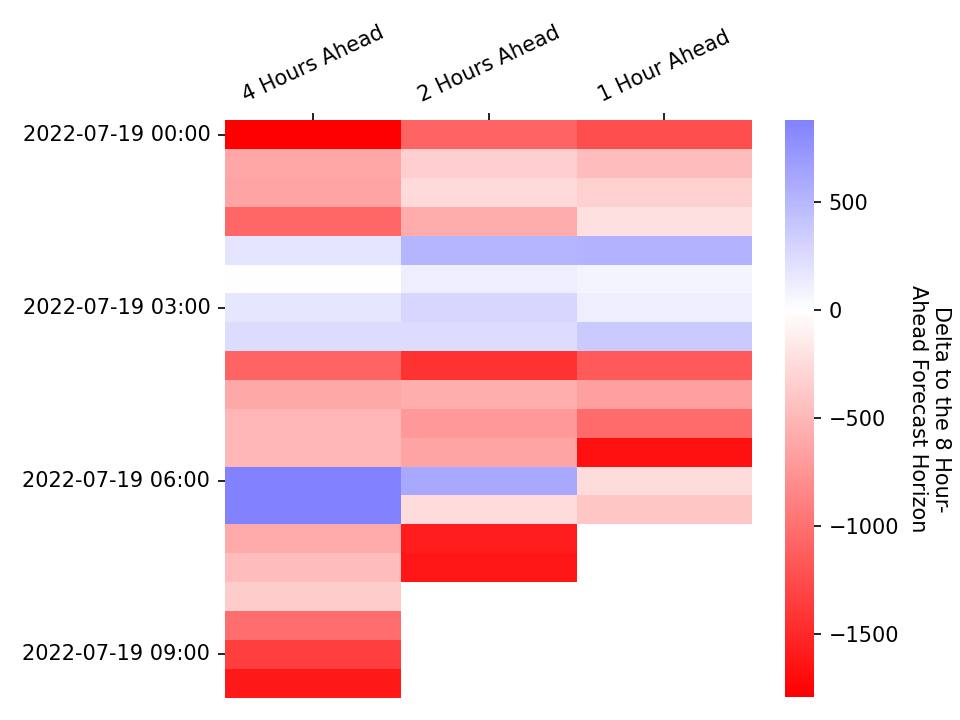 4 Hours Ahead
2 Hours Ahead
1 Hour Ahead
2022-07-19 00:00
2022-07-19 03:00
2022-07-19 06:00
2022-07-19 09:00
500
0
−500
−1000
−1500
Delta to the 8 Hour-
Ahead Forecast Horizon